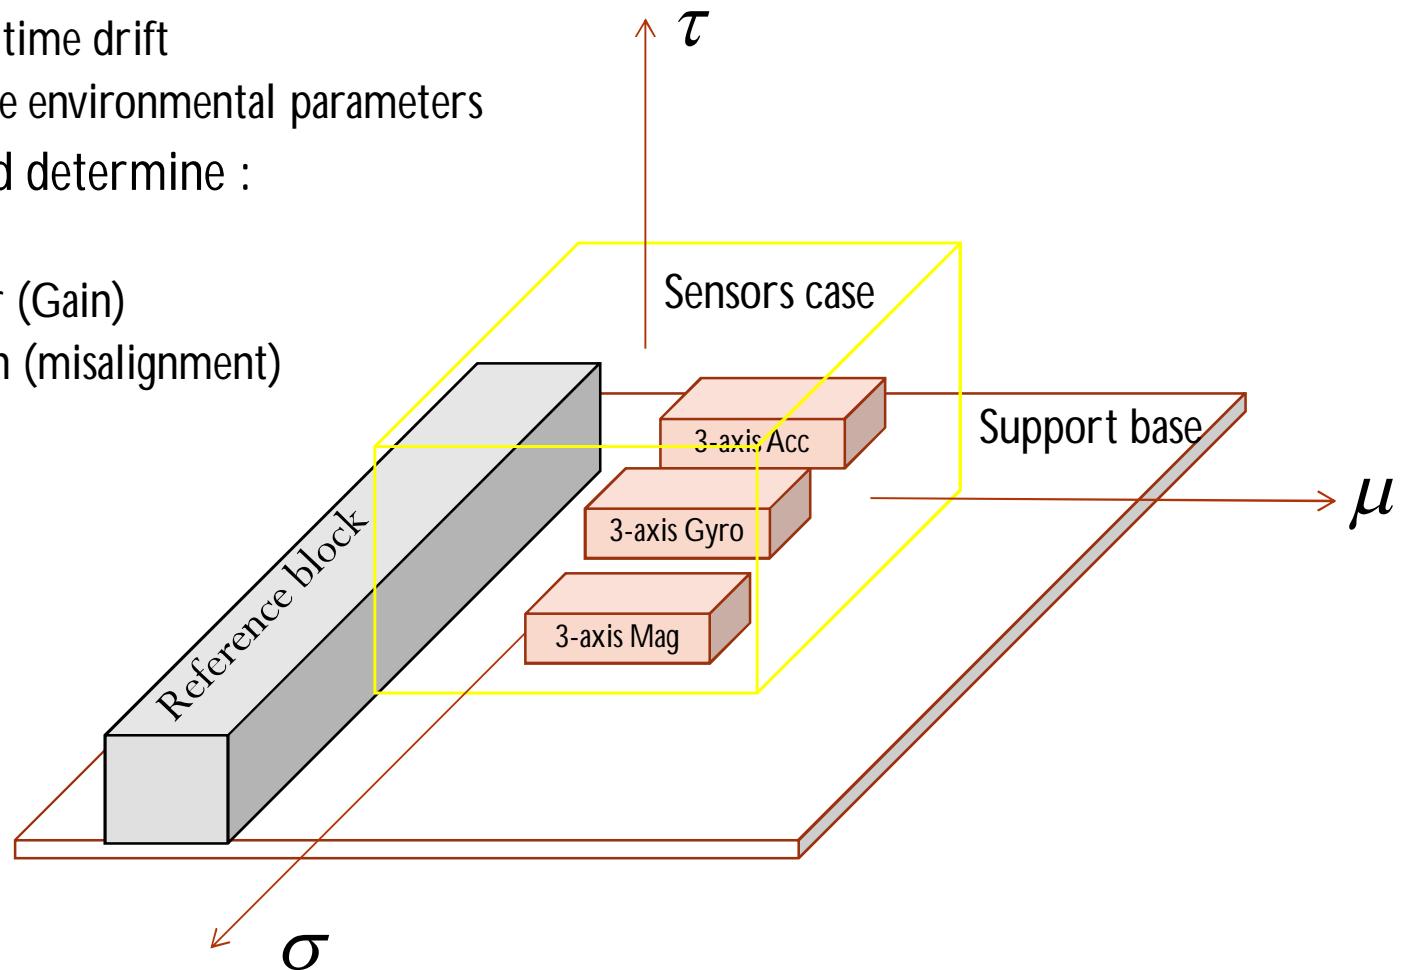 time drift
e environmental parameters
d determine :
r (Gain)
n (misalignment)
τ
Sensors case
Support base
3-axis Acc
μ
3-axis Gyro
Reference block
3-axis Mag
σ